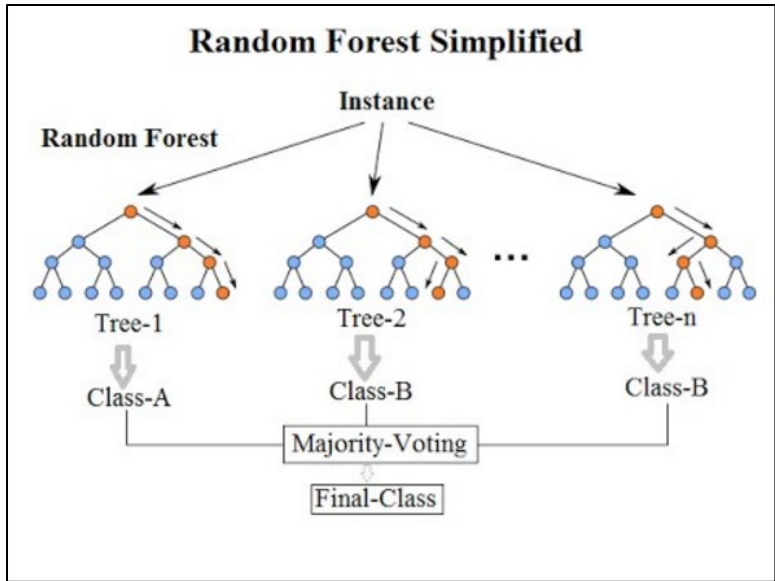 Random Forest Simplified
Instance
Random Forest
...
Tree-1
Tree-2
Tree-n
Class-A
Class-B
Class-B
Majority-Voting
Final-Class